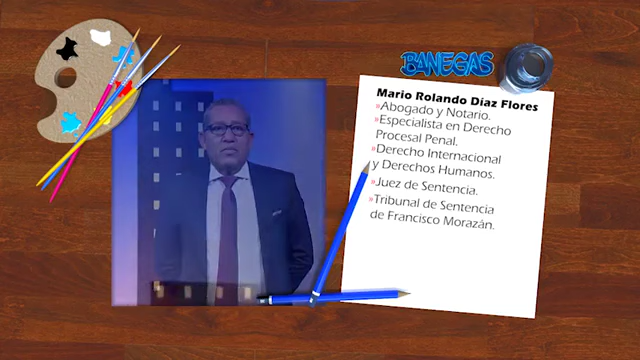 BANEGAS
Mario Rolando Díaz Flores
»Abogado y Notario.
»Especialista en Derecho
Procesal Penal.
»Derecho Internacional
y Derechos Humanos.
»Juez de Sentencia.
»Tribunal de Sentencia
de Francisco Morazán.